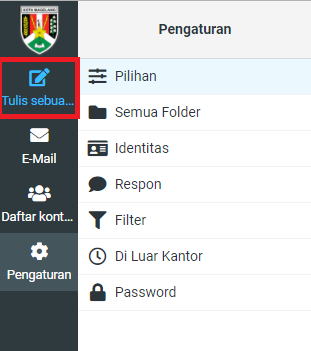 KOTA MAGELANG
Tulis sebua...
E-Mail
Daftar kont...
Pengaturan
Pengaturan
Pilihan
Semua Folder
Identitas
Respon
Filter
Di Luar Kantor
Password